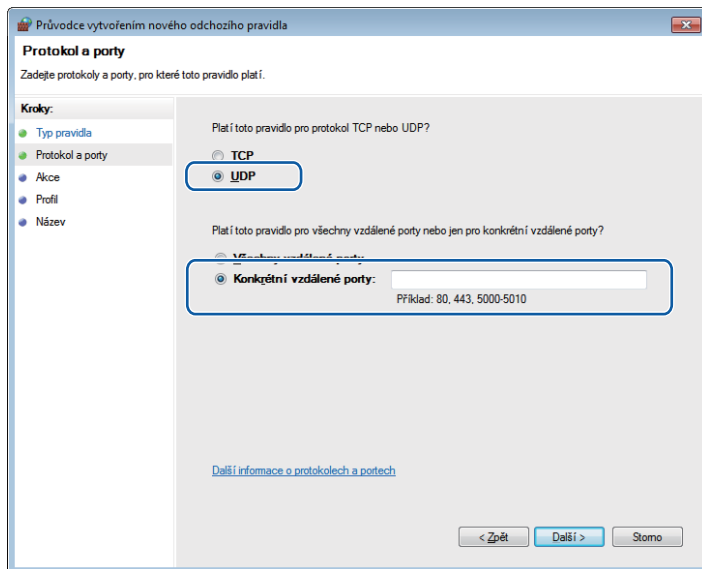 Průvodce vytvořením nového odchozího pravidla
Protokol a porty
Zadejte protokoly a porty, pro které toto pravidlo platí.
Kroky:
Typ pravidla
Protokol a porty
Akce
Profil
Název
Platí toto pravidlo pro protokol TCP nebo UDP?
TCP
UDP
Platí toto pravidlo pro všechny vzdálené porty nebo jen pro konkrétní vzdálené porty?
Všechny vzdálené porty
Konkrétní vzdálené porty:
Příklad: 80, 443, 5000-5010
Další informace o protokolech a portech
< Zpět
Další >
Storno